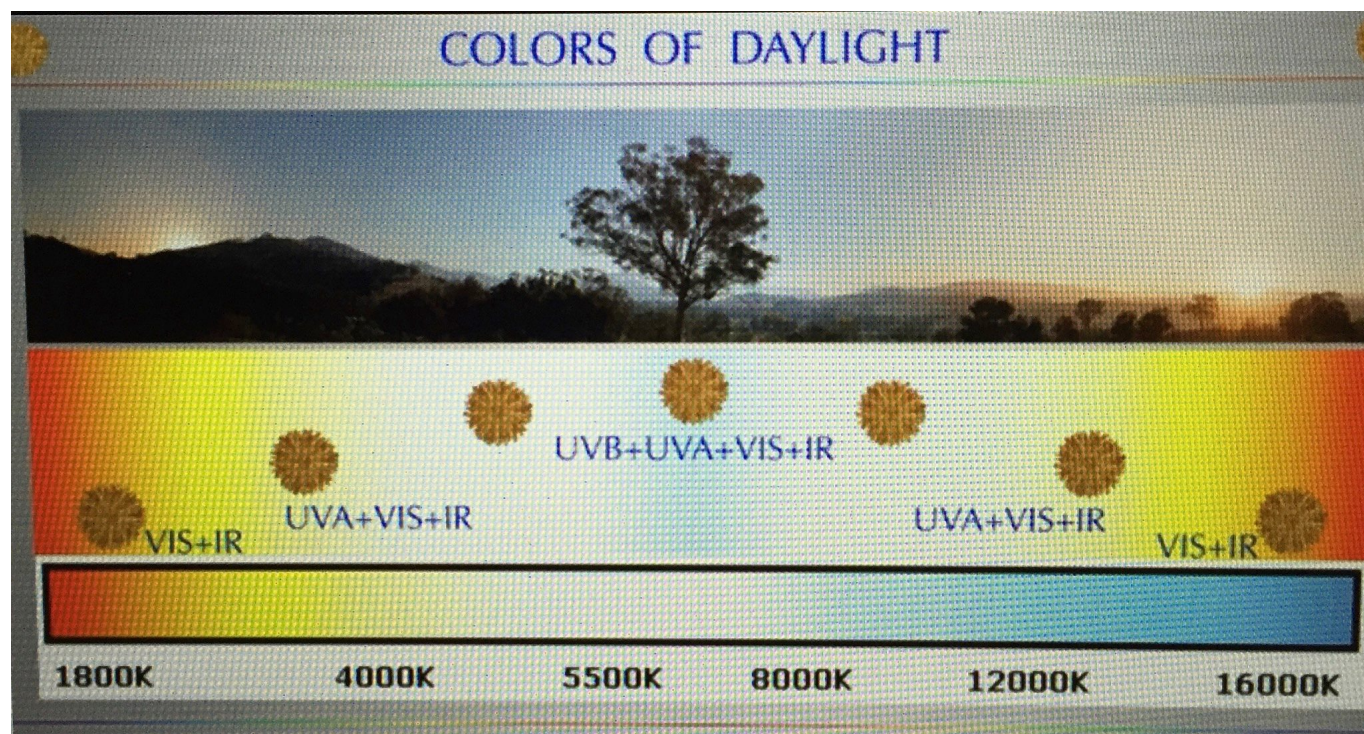 COLORS OF DAYLIGHT
UVB+UVA+VIS+IR
UVA+VIS+IR
UVA+VIS+IR
VIS+IR
VIS+IR
1800K 4000K 5500K 8000K 12000K 16000K